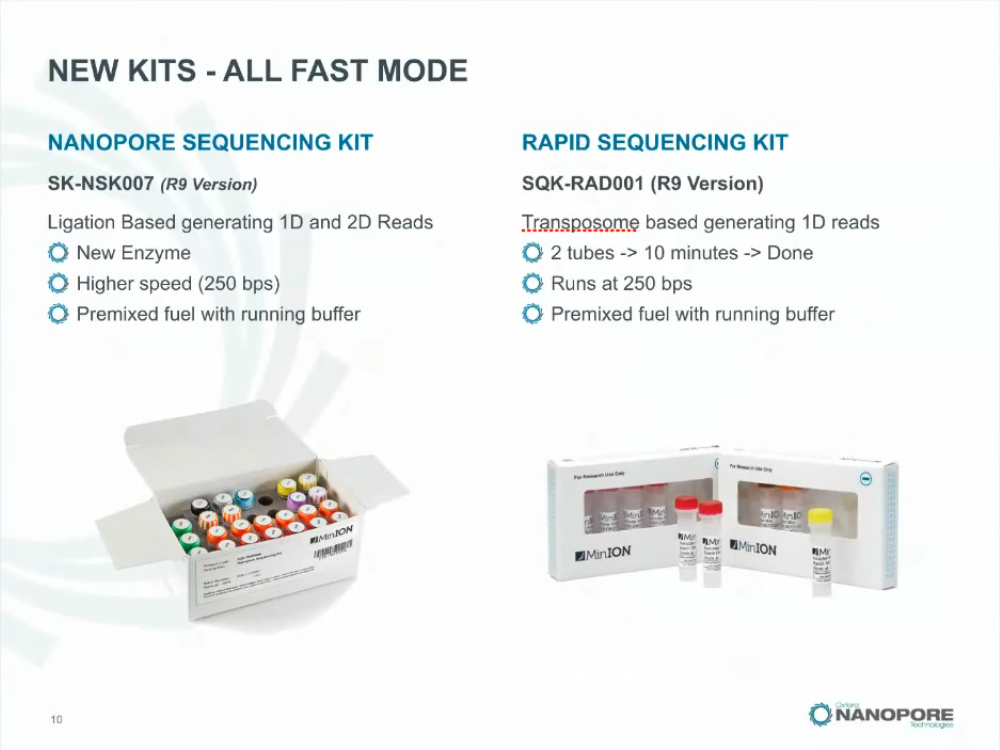 NEW KITS - ALL FAST MODE
NANOPORE SEQUENCING KIT
SK-NSK007 (R9 Version)
Ligation Based generating 1D and 2D Reads
New Enzyme
Higher speed (250 bps)
Premixed fuel with running buffer
RAPID SEQUENCING KIT
SQK-RAD001 (R9 Version)
Transposome based generating 1D reads
2 tubes -> 10 minutes -> Done
Runs at 250 bps
Premixed fuel with running buffer
MinION
For Research Use Only
MinION
For Research Use Only
MinION
10
Oxford
NANOPORE
Technologies